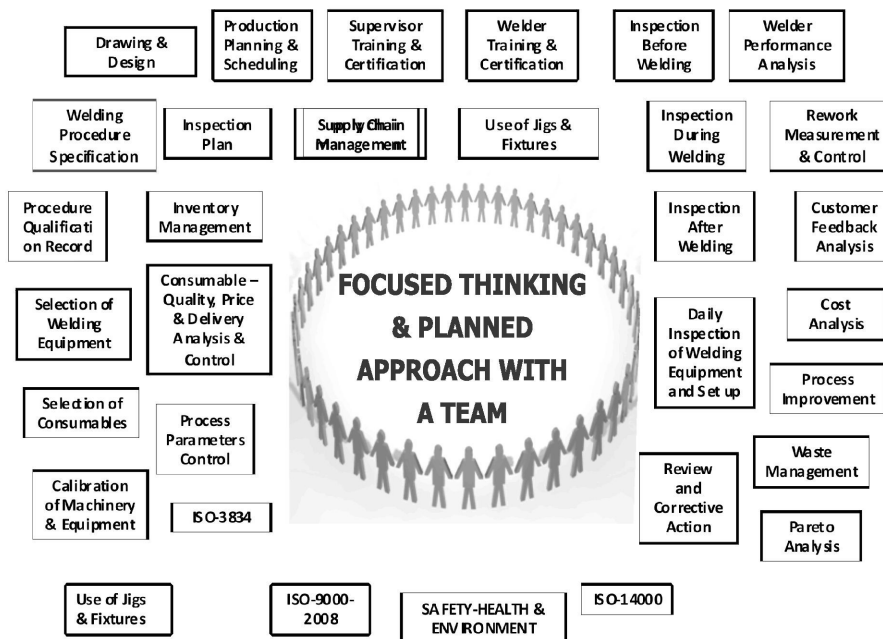 Drawing &
Design
Production
Planning &
Scheduling
Supervisor
Training &
Certification
Welder
Training &
Certification
Inspection
Before
Welding
Welder
Performance
Analysis
Welding
Procedure
Specification
Inspection
Plan
Supply Chain
Management
Use of Jigs &
Fixtures
Inspection
During
Welding
Rework
Measurement
& Control
Procedure
Qualificati
on Record
Inventory
Management
Inspection
After
Welding
Customer
Feedback
Analysis
Selection of
Welding
Equipment
Consumable –
Quality, Price
& Delivery
Analysis &
Control
FOCUSED THINKING
& PLANNED
APPROACH WITH
A TEAM
Daily
Inspection
of Welding
Equipment
and Set up
Cost
Analysis
Process
Improvement
Selection of
Consumables
Process
Parameters
Control
Waste
Management
Calibration
of Machinery
& Equipment
ISO-3834
Review
and
Corrective
Action
Pareto
Analysis
Use of Jigs
& Fixtures
ISO-9000-
2008
SAFETY-HEALTH &
ENVIRONMENT
ISO-14000